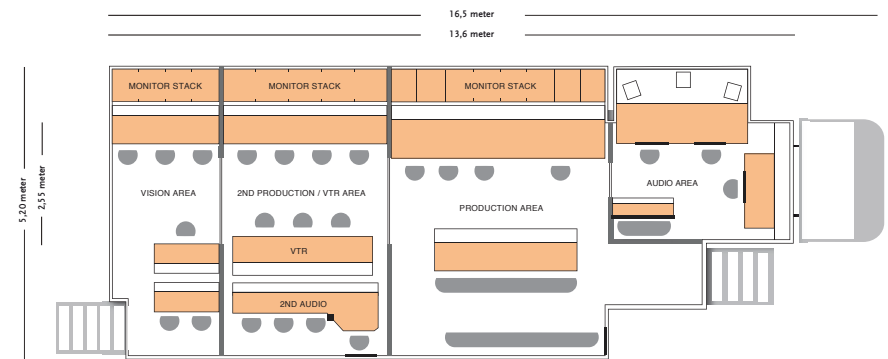 16,5 meter
13,6 meter
MONITOR STACK
MONITOR STACK
MONITOR STACK
5,20 meter
2,55 meter
VISION AREA
2ND PRODUCTION / VTR AREA
PRODUCTION AREA
AUDIO AREA
VTR
2ND AUDIO